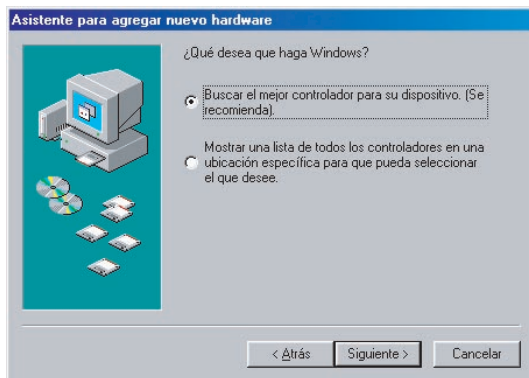 Asistente para agregar nuevo hardware
¿Qué desea que haga Windows?
Buscar el mejor controlador para su dispositivo. (Se
recomienda).
Mostrar una lista de todos los controladores en una
ubicación específica para que pueda seleccionar
el que desee.
< Atrás
Siguiente >
Cancelar